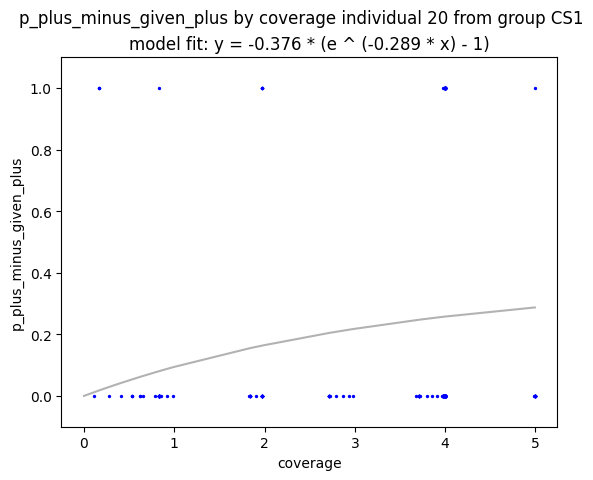 p_plus_minus_given_plus by coverage individual 20 from group CS1
model fit: y = -0.376 * (e ^ (-0.289 * x) - 1)
p_plus_minus_given_plus
1.0
0.8
0.6
0.4
0.2
0.0
0 1 2 3 4 5
coverage